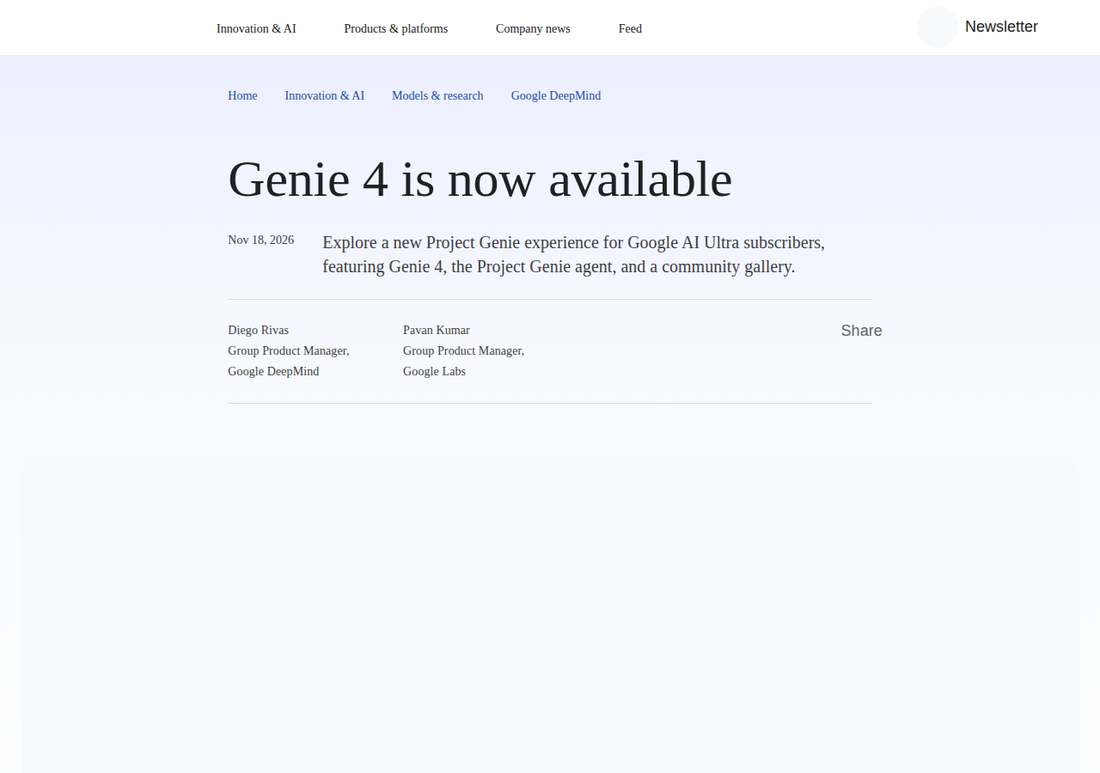 Innovation & AI
Products & platforms
Company news
Feed
Newsletter
Home
Innovation & AI
Models & research
Google DeepMind
Genie 4 is now available
Nov 18, 2026
Explore a new Project Genie experience for Google AI Ultra subscribers,
featuring Genie 4, the Project Genie agent, and a community gallery.
Diego Rivas
Group Product Manager,
Google DeepMind
Pavan Kumar
Group Product Manager,
Google Labs
Share